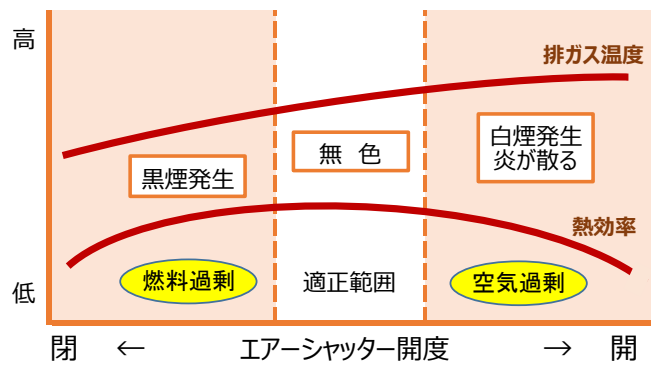 高
排ガス温度
黒煙発生
無 色
白煙発生
炎が散る
熱効率
低
燃料過剰
適正範囲
空気過剰
閉 ← エアーシャッター開度 → 開